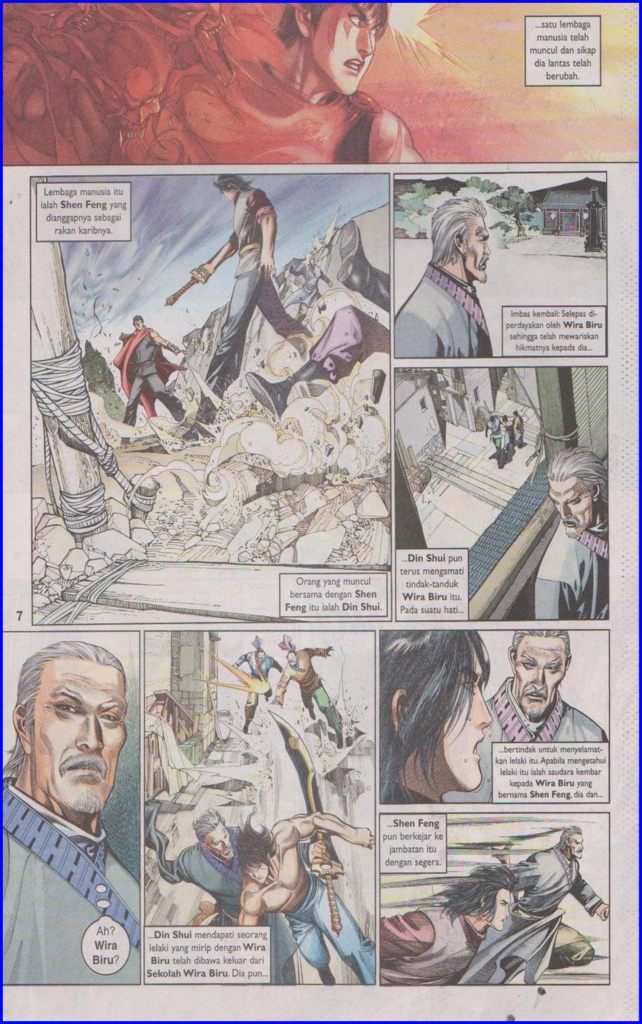 ...satu lembaga
manusia telah
muncul dan sikap
dia lantas telah
berubah.
Lembaga manusia itu
ialah Shen Feng yang
dianggapnya sebagai
rakan karibnya.
Imbas kembali: Selepas di-
perdayakan oleh Wira Biru
sehingga telah mewariskan
hikmatnya kepada dia...
Orang yang muncul
bersama dengan Shen
Feng itu ialah Din Shui.
...Din Shui pun
terus mengamati
tindak-tanduk
Wira Biru itu.
Pada suatu hati...
7
Ah?
Wira
Biru?
...Din Shui mendapati seorang
lelaki yang mirip dengan Wira
Biru telah dibawa keluar dari
Sekolah Wira Biru. Dia pun...
...bertindak untuk menyelamat-
kan lelaki itu. Apabila mengetahui
lelaki itu ialah saudara kembar
kepada Wira Biru yang
bernama Shen Feng, dia dan...
...Shen Feng
pun berkejar ke
jambatan itu
dengan segera.